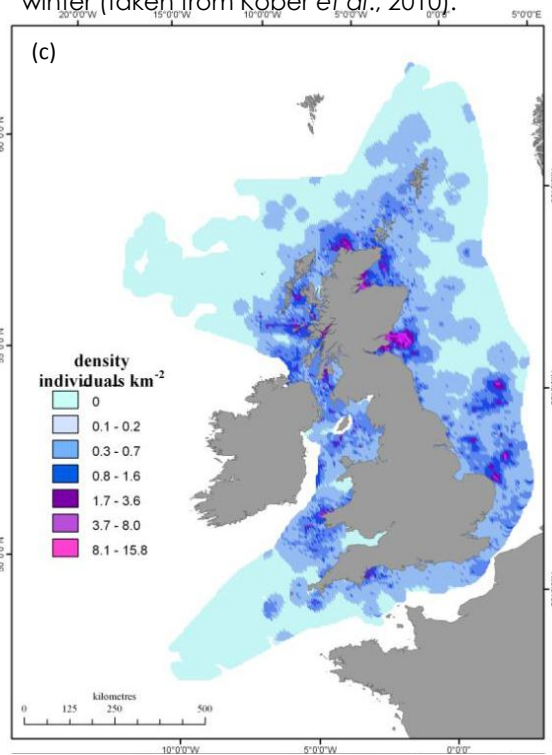 winter (taken from Kober et al., 2010).
20°0'0"W 15°0'0"W 10°0'0"W 5°0'0"W 0°0'0" 5°0'0"E
(c)
density
individuals km-2
0
0.1 - 0.2
0.3 - 0.7
0.8 - 1.6
1.7 - 3.6
3.7 - 8.0
8.1 - 15.8
kilometres
0 125 250 500
10°0'0"W 5°0'0"W 0°0'0"